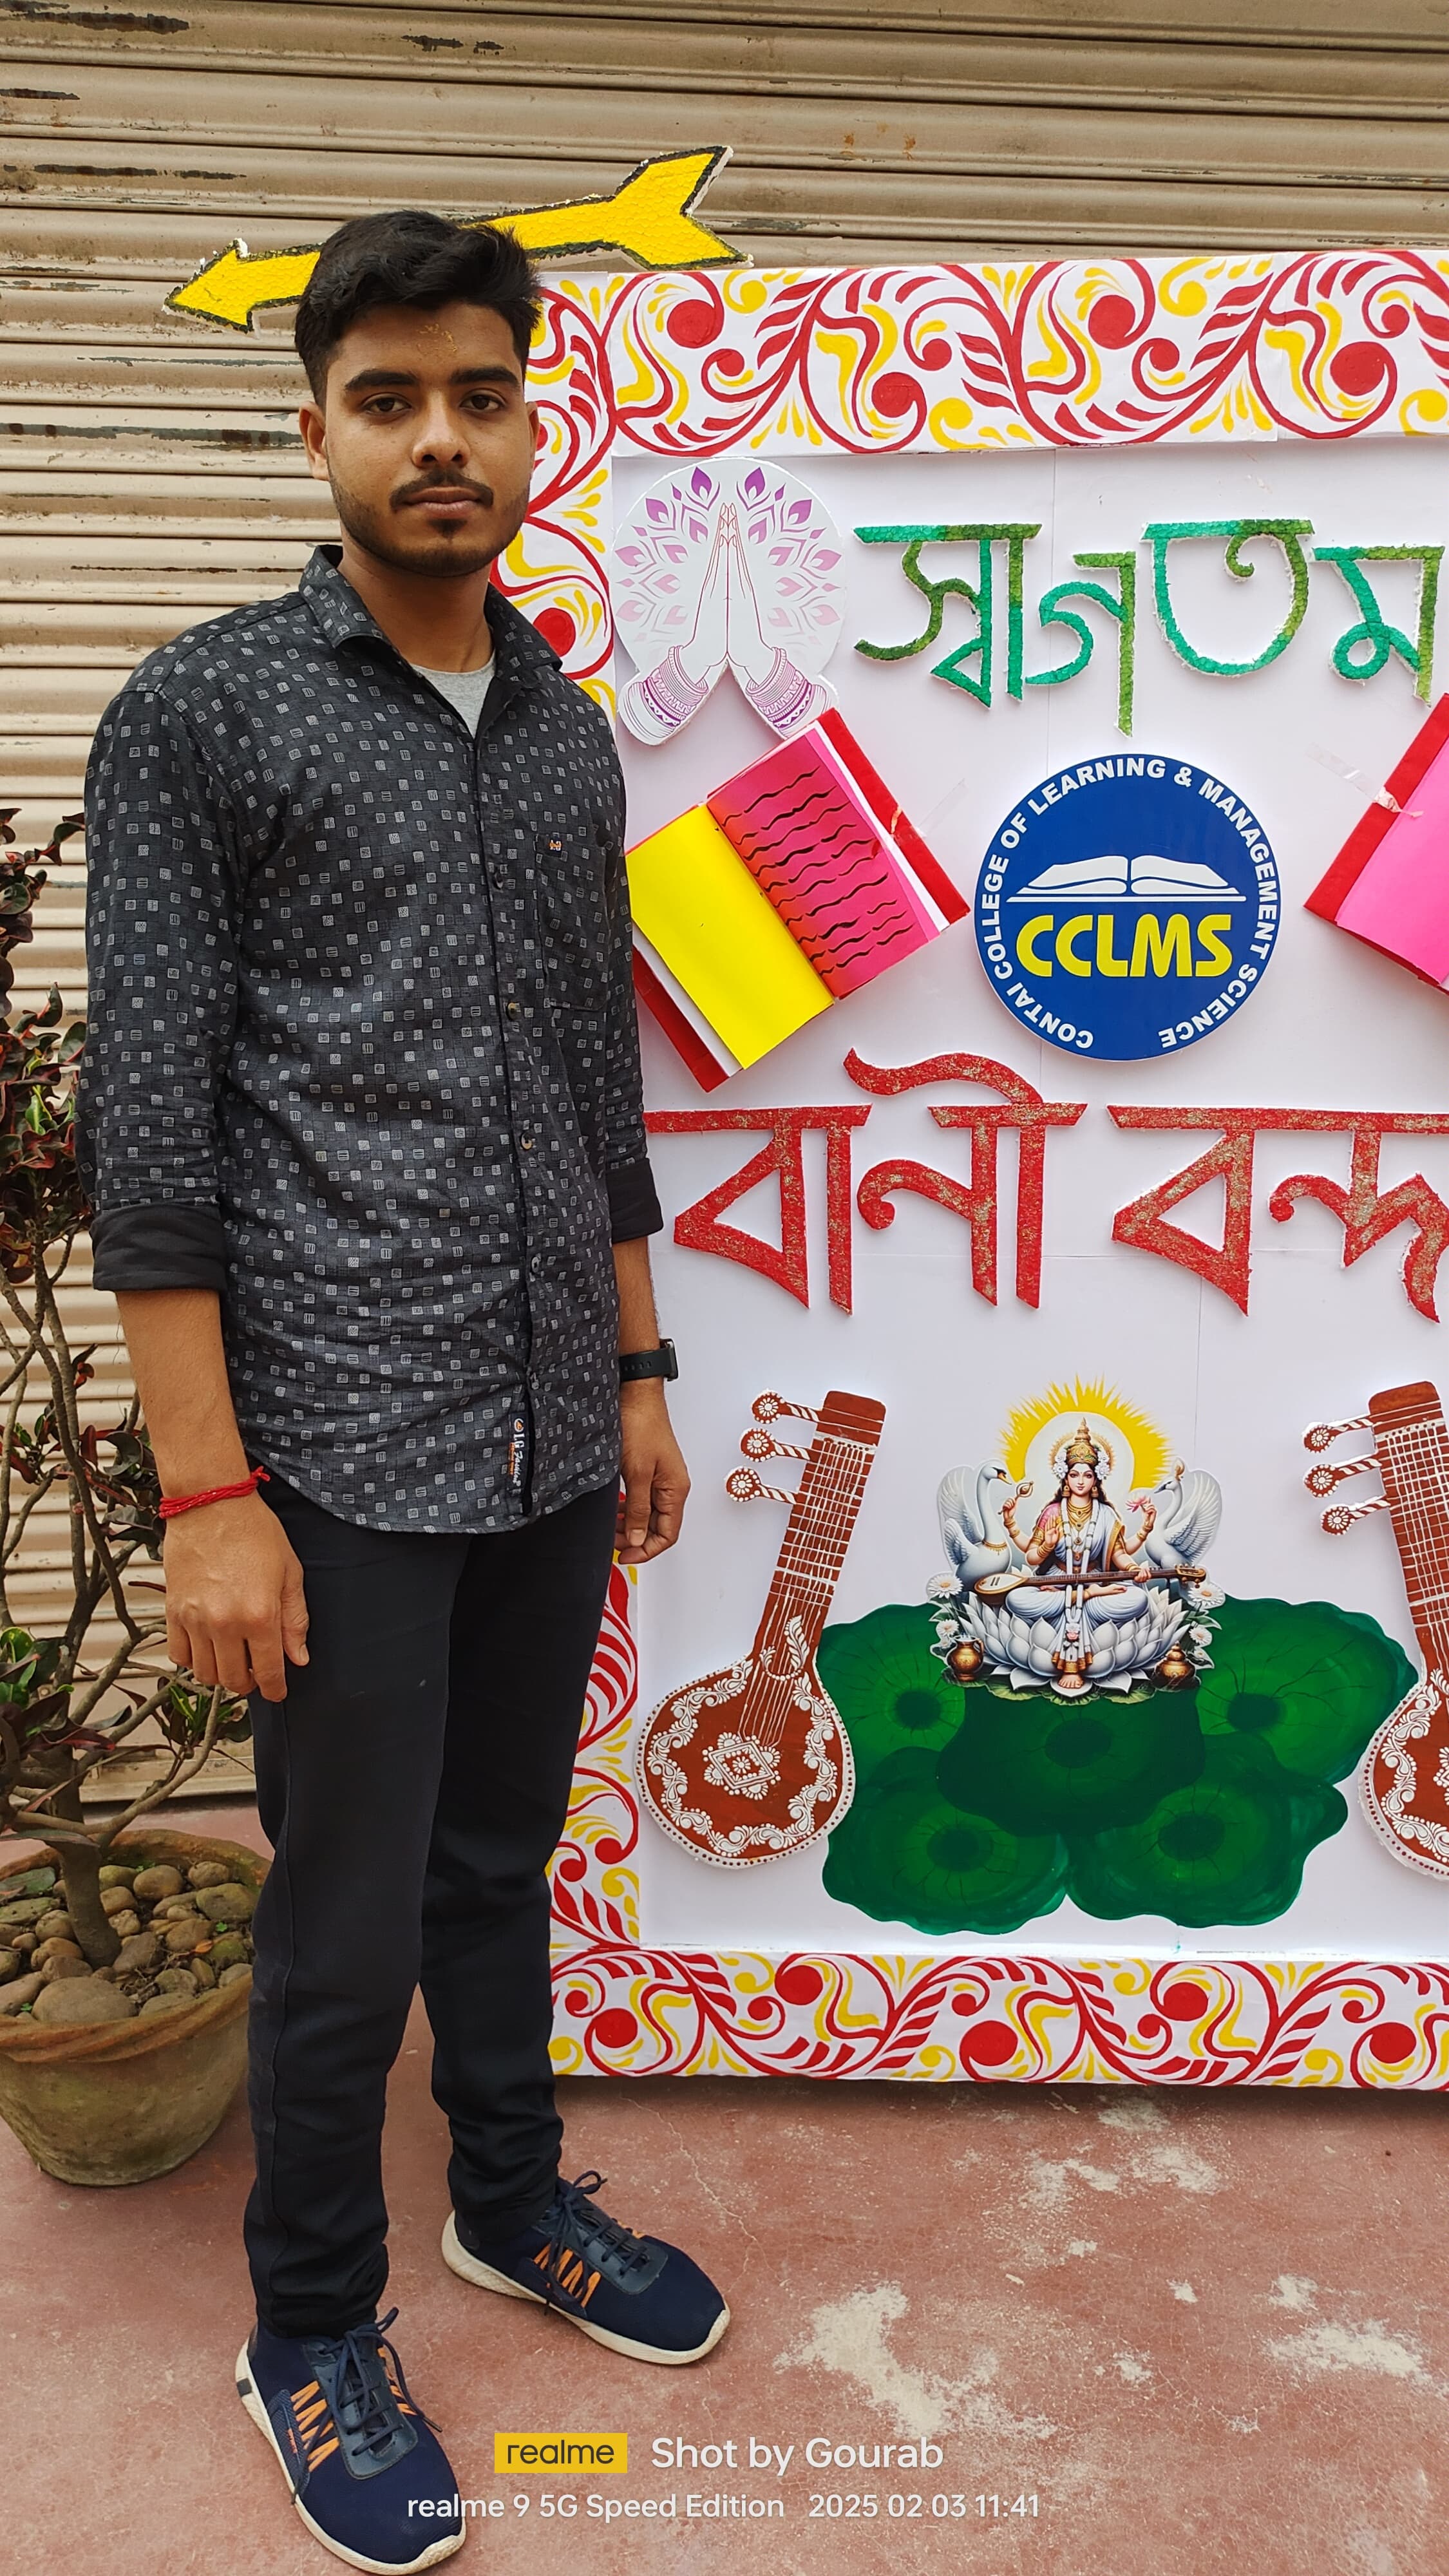 স্বাগতম
CONTAI COLLEGE OF LEARNING & MANAGEMENT SCIENCE
CCLMS
বাণী বন্দ
realme Shot by Gourab
realme 9 5G Speed Edition 2025 02 03 11:41